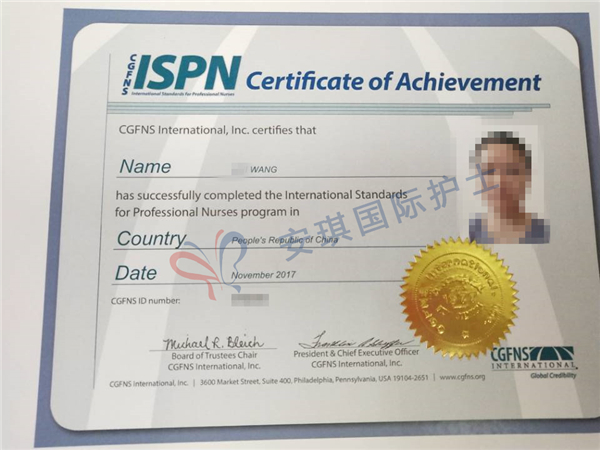 CGFNS ISPN Certificate of Achievement
International Standards for Professional Nurses
CGFNS International, Inc. certifies that
Name WANG
has successfully completed the International Standards
for Professional Nurses program in
安琪国际护士
Country People's Republic of China
Date November 2017
CGFNS ID number:
Michael R. Bleich
Board of Trustees Chair
CGFNS International, Inc.
President & Chief Executive Officer
CGFNS International, Inc.
International
CGFNS
INTERNATIONAL
Global Credibility
CGFNS International, Inc. | 3600 Market Street, Suite 400, Philadelphia, Pennsylvania, USA 19104-2651 | www.cgfns.org